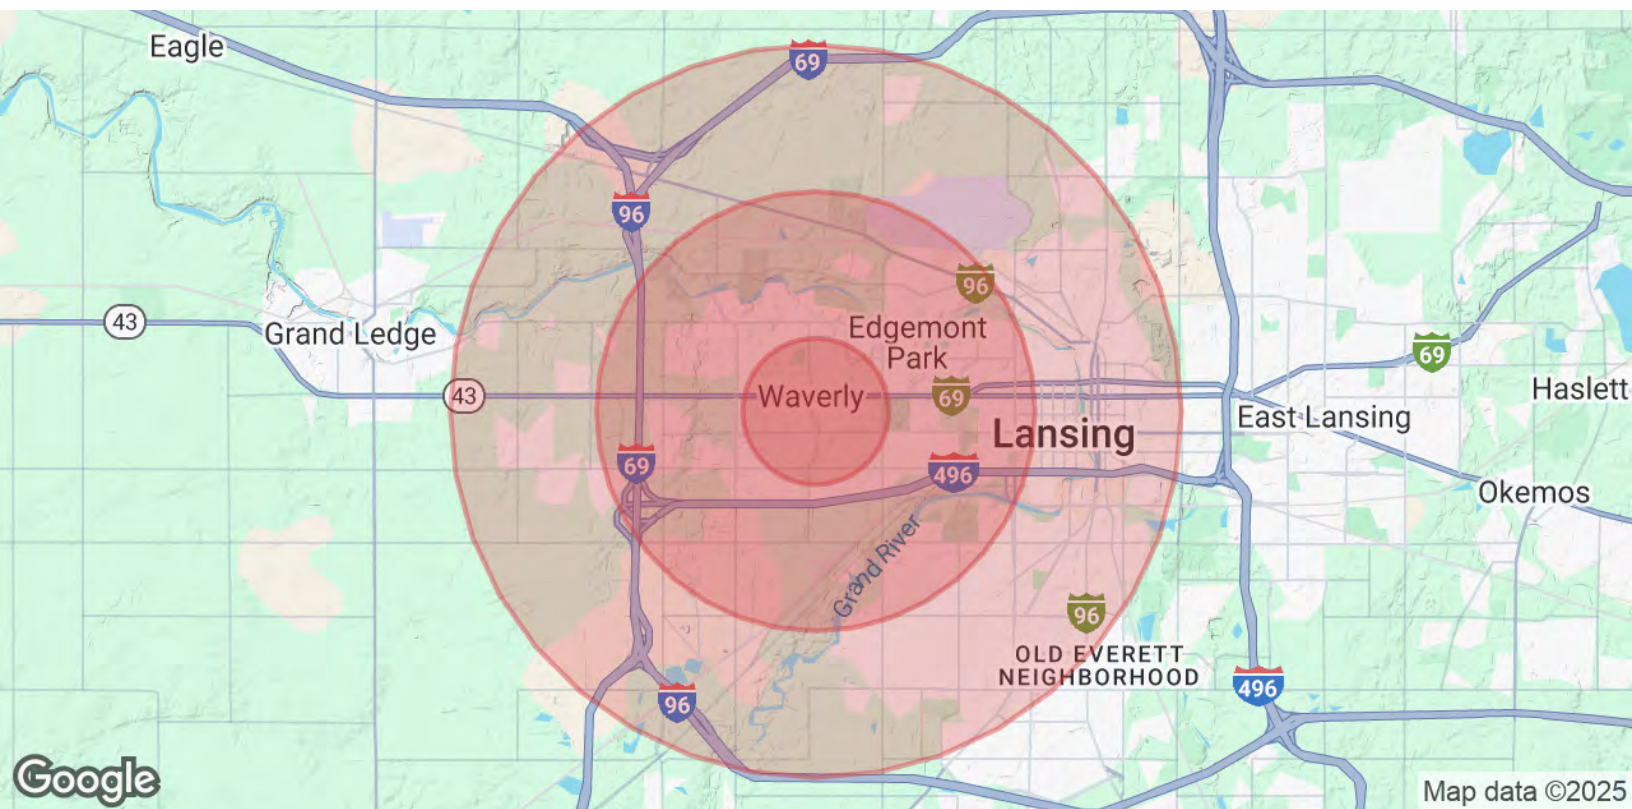 Eagle
69
96
96
Edgemont
Park
43
Grand Ledge
69
Haslett
43
Waverly
69
East Lansing
Lansing
69
496
Okemos
Grand River
96
OLD EVERETT
NEIGHBORHOOD
496
96
Google
Map data ©2025